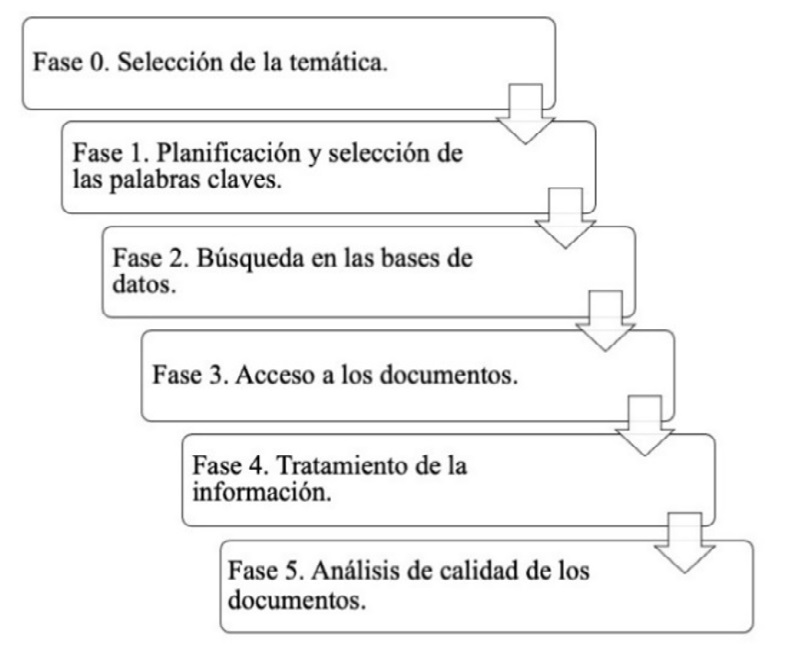 Fase 0. Selección de la temática.
Fase 1. Planificación y selección de
las palabras claves.
Fase 2. Búsqueda en las bases de
datos.
Fase 3. Acceso a los documentos.
Fase 4. Tratamiento de la
información.
Fase 5. Análisis de calidad de los
documentos.